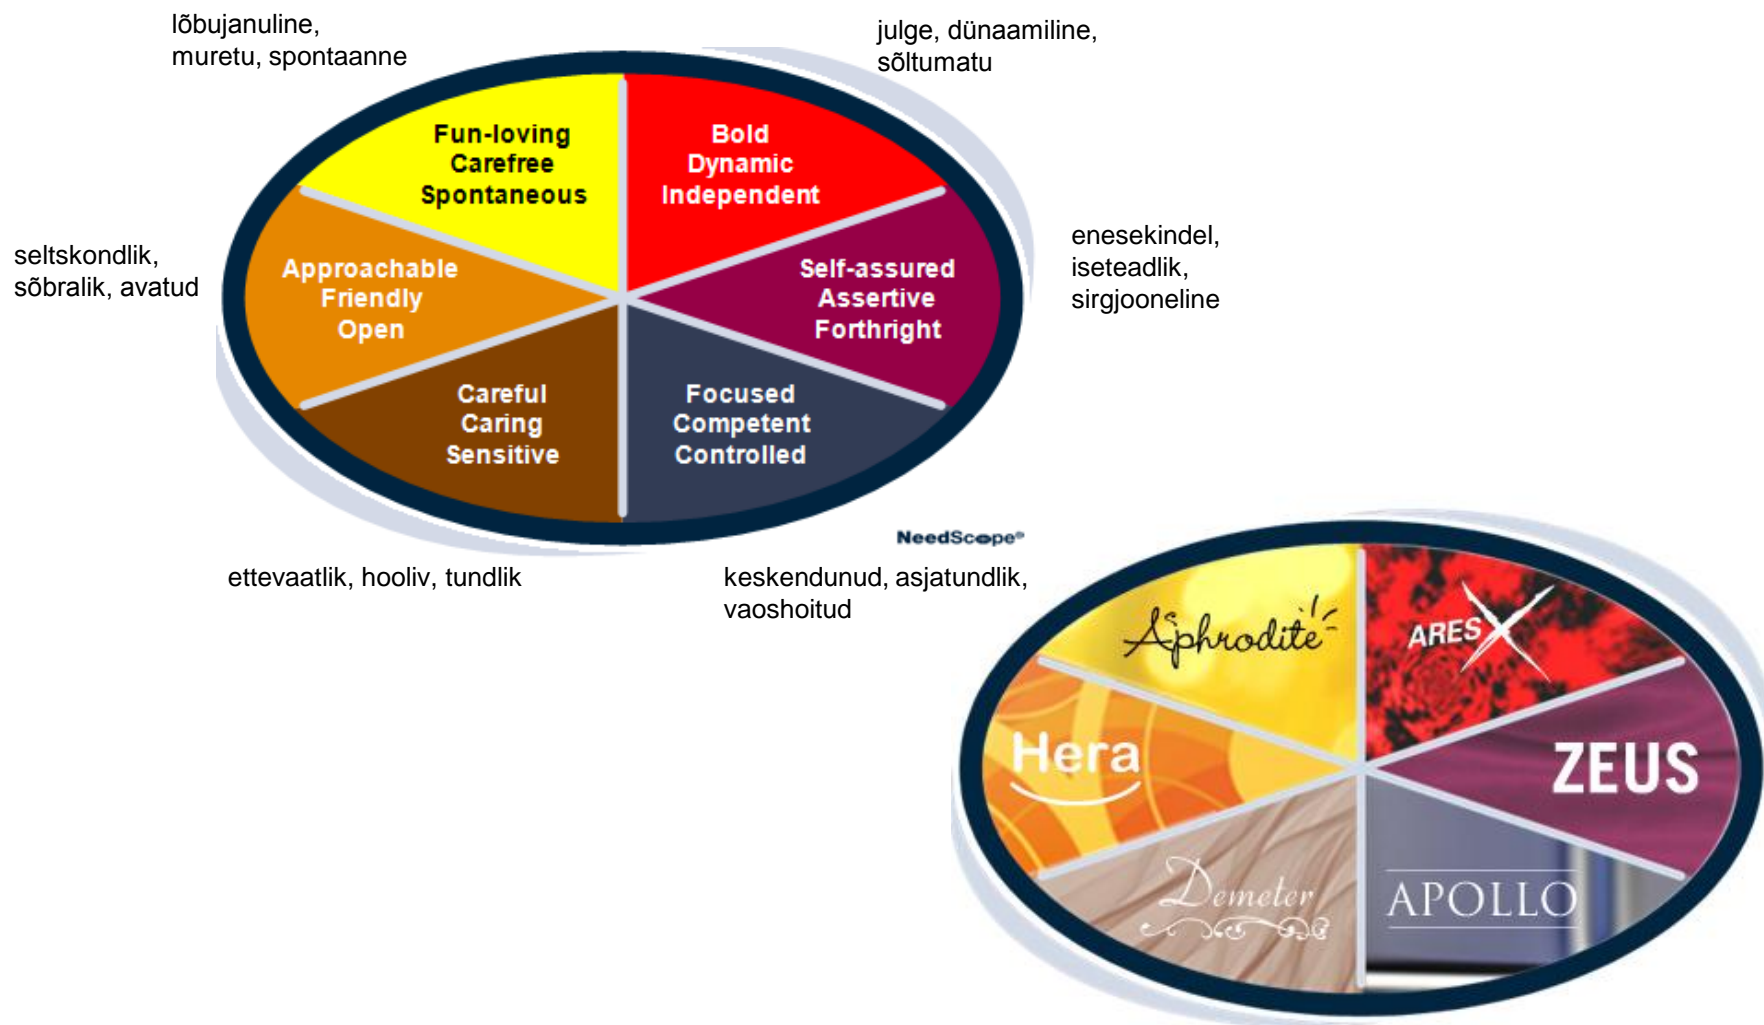 lõbujanuline,
muretu, spontaanne
julge, dünaamiline,
sõltumatu
Fun-loving
Carefree
Spontaneous
Bold
Dynamic
Independent
seltskondlik,
sõbralik, avatud
Approachable
Friendly
Open
Self-assured
Assertive
Forthright
enesekindel,
iseteadlik,
sirgjooneline
Careful
Caring
Sensitive
Focused
Competent
Controlled
NeedScope®
ettevaatlik, hooliv, tundlik
keskendunud, asjatundlik,
vaoshoitud
Aphrodite
ARES
Hera
ZEUS
Demeter
APOLLO